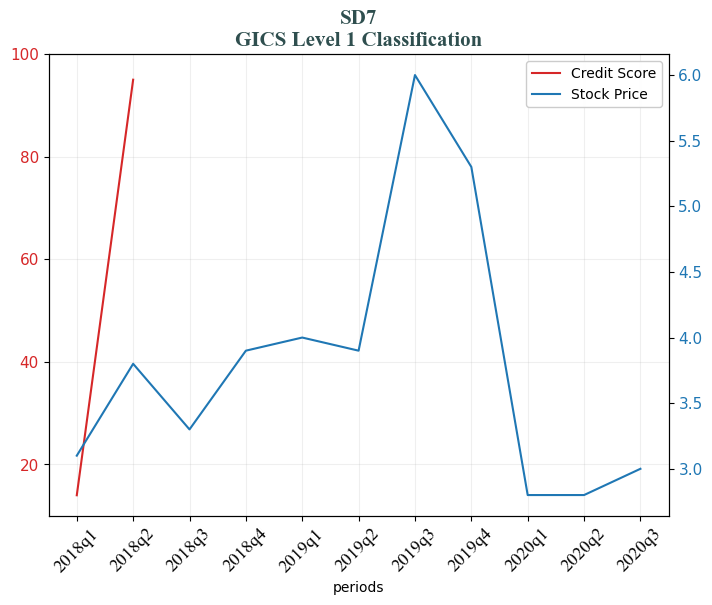 SD7
GICS Level 1 Classification
100
80
60
40
20
Credit Score
Stock Price
6.0
5.5
5.0
4.5
4.0
3.5
3.0
2018q1
2018q2
2018q3
2018q4
2019q1
2019q2
2019q3
2019q4
2020q1
2020q2
2020q3
periods